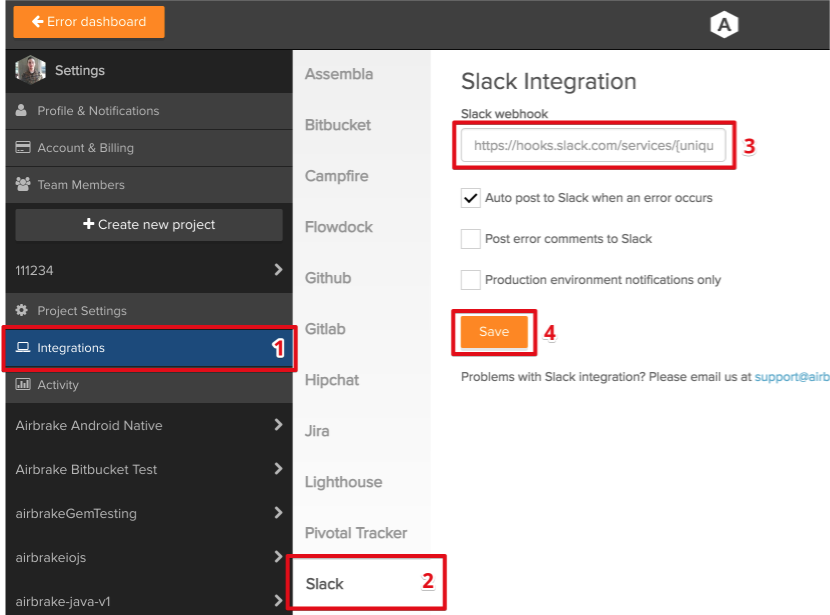 Error dashboard
A
Settings
Profile & Notifications
Account & Billing
Team Members
+ Create new project
111234
Project Settings
Integrations
1
Activity
Airbrake Android Native
Airbrake Bitbucket Test
airbrakeGemTesting
airbrakeiojs
airbrake-java-v1
Assembla
Bitbucket
Campfire
Flowdock
Github
Gitlab
Hipchat
Jira
Lighthouse
Pivotal Tracker
Slack
2
Slack Integration
Slack webhook
https://hooks.slack.com/services/{uniqu
3
Auto post to Slack when an error occurs
Post error comments to Slack
Production environment notifications only
Save
4
Problems with Slack integration? Please email us at support@airb